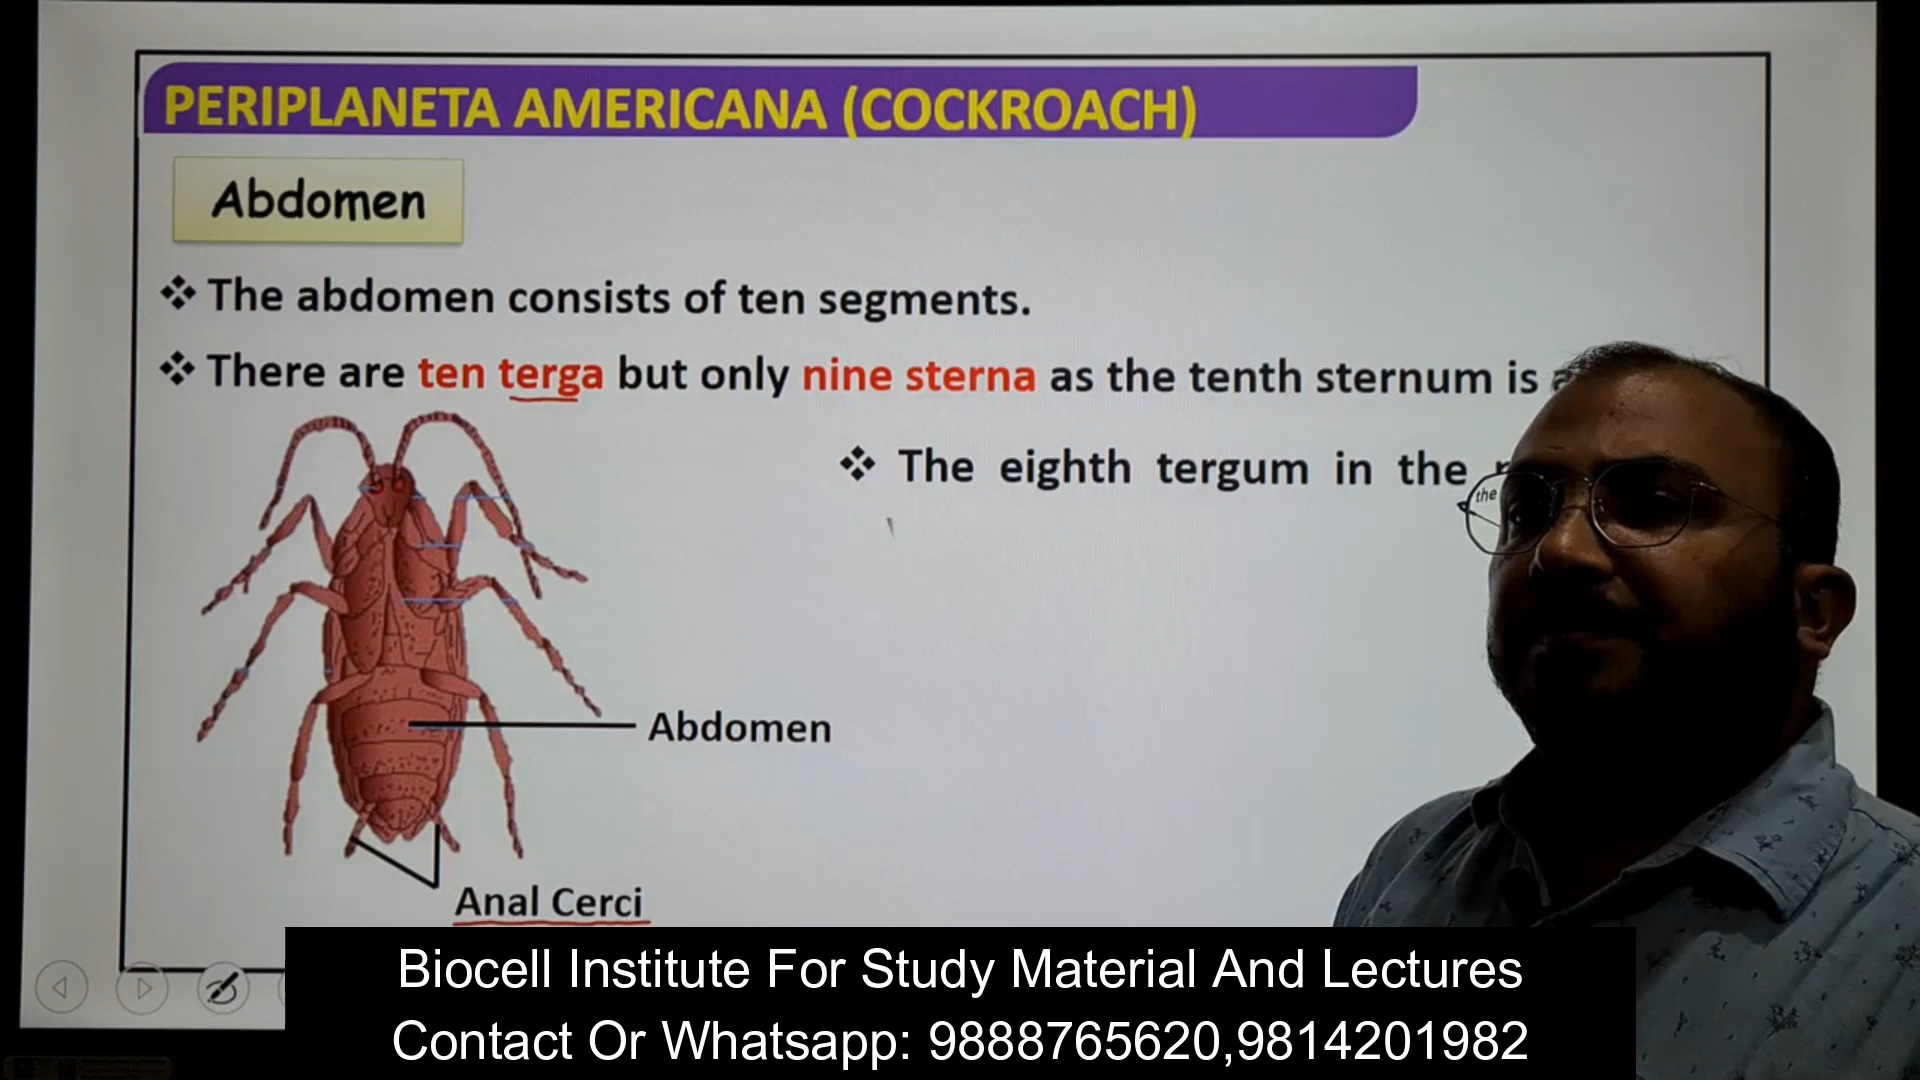 PERIPLANETA AMERICANA (COCKROACH)
Abdomen
❖ The abdomen consists of ten segments.
❖ There are ten terga but only nine sterna as the tenth sternum is
❖ The eighth tergum in the
the
Abdomen
Anal Cerci
Biocell Institute For Study Material And Lectures
Contact Or Whatsapp: 9888765620,9814201982